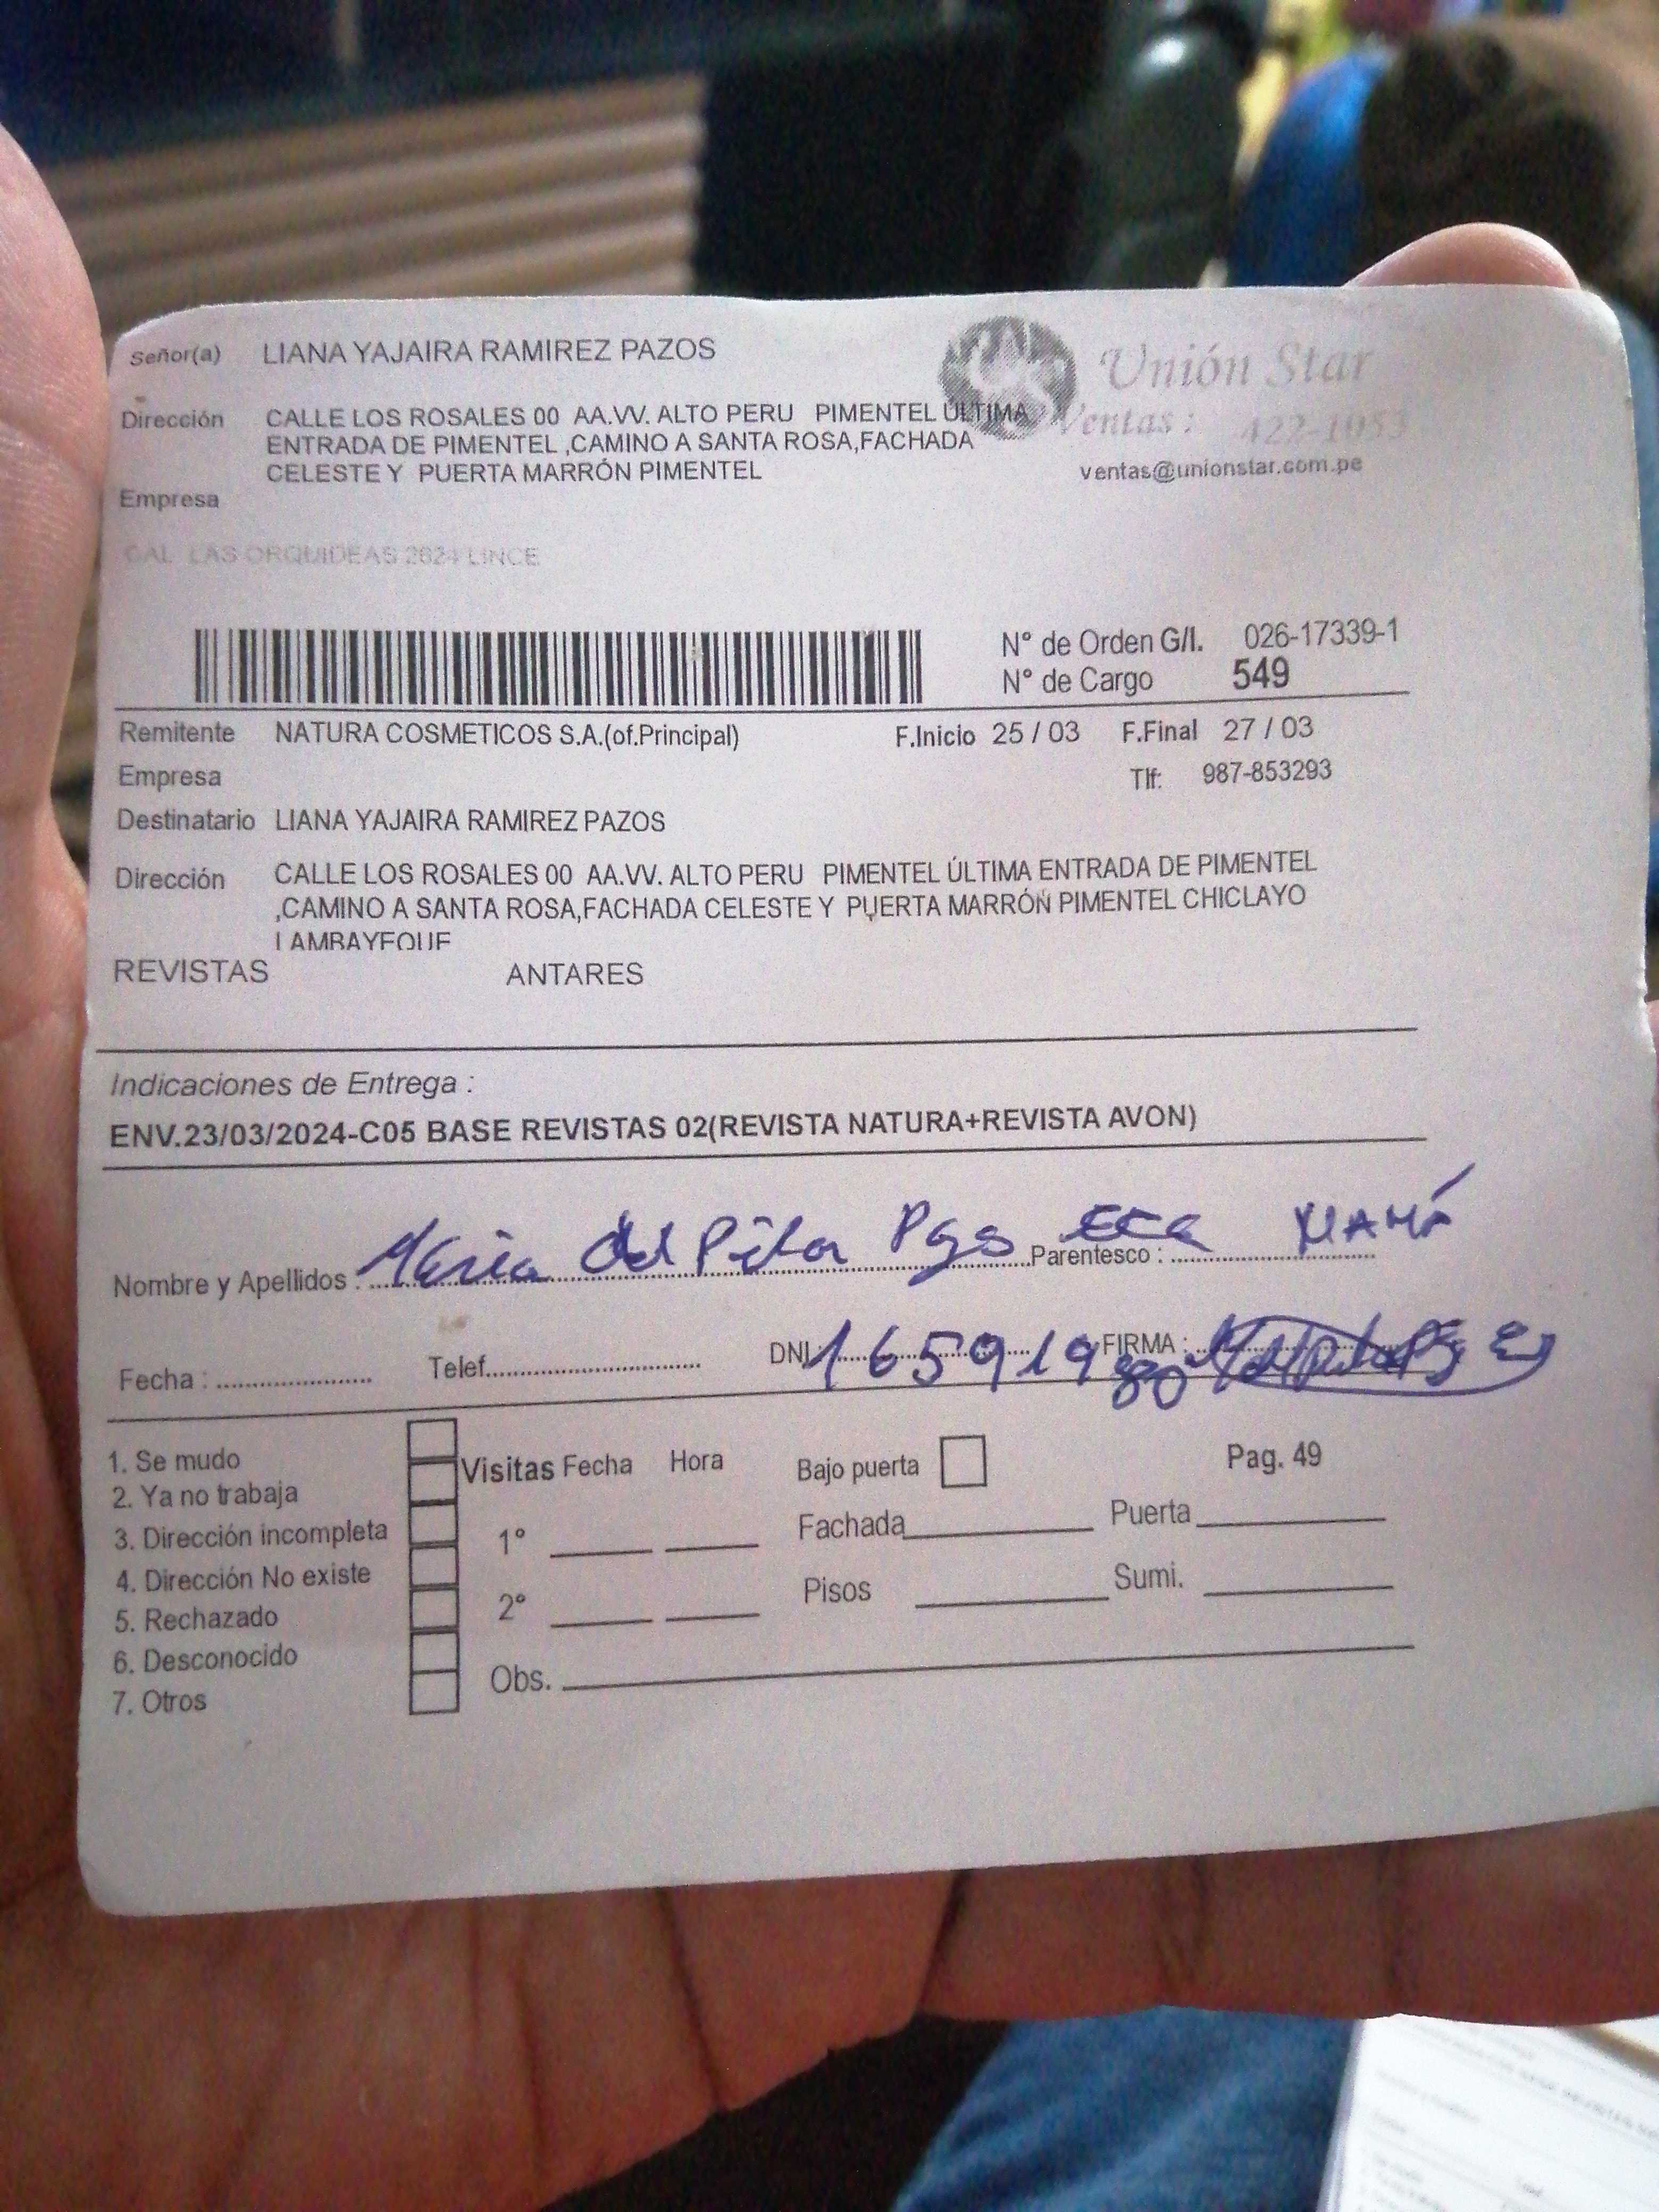 Señor(a) LIANA YAJAIRA RAMIREZ PAZOS
Unión Star
Dirección CALLE LOS ROSALES 00 AA.VV. ALTO PERU PIMENTEL ÚLTIMA
Ventas : 422-1053
ENTRADA DE PIMENTEL ,CAMINO A SANTA ROSA,FACHADA
CELESTE Y PUERTA MARRÓN PIMENTEL
ventas@unionstar.com.pe
Empresa
CAL LAS ORQUIDEAS 2624 LINCE
N° de Orden G/I. 026-17339-1
N° de Cargo 549
Remitente NATURA COSMETICOS S.A.(of.Principal) F.Inicio 25 / 03 F.Final 27 / 03
Empresa Tlf: 987-853293
Destinatario LIANA YAJAIRA RAMIREZ PAZOS
Dirección CALLE LOS ROSALES 00 AA.VV. ALTO PERU PIMENTEL ÚLTIMA ENTRADA DE PIMENTEL
,CAMINO A SANTA ROSA,FACHADA CELESTE Y PUERTA MARRÓN PIMENTEL CHICLAYO
LAMBAYEQUE
REVISTAS ANTARES
Indicaciones de Entrega :
ENV.23/03/2024-C05 BASE REVISTAS 02(REVISTA NATURA+REVISTA AVON)
Nombre y Apellidos : Maria del Pilar Parentesco : MAMÁ
Fecha : Telef. DNI 16591980 FIRMA :
1. Se mudo
2. Ya no trabaja
3. Dirección incompleta
4. Dirección No existe
5. Rechazado
6. Desconocido
7. Otros
Visitas Fecha Hora
1°
2°
Obs.
Bajo puerta Pag. 49
Fachada Puerta
Pisos Sumi.